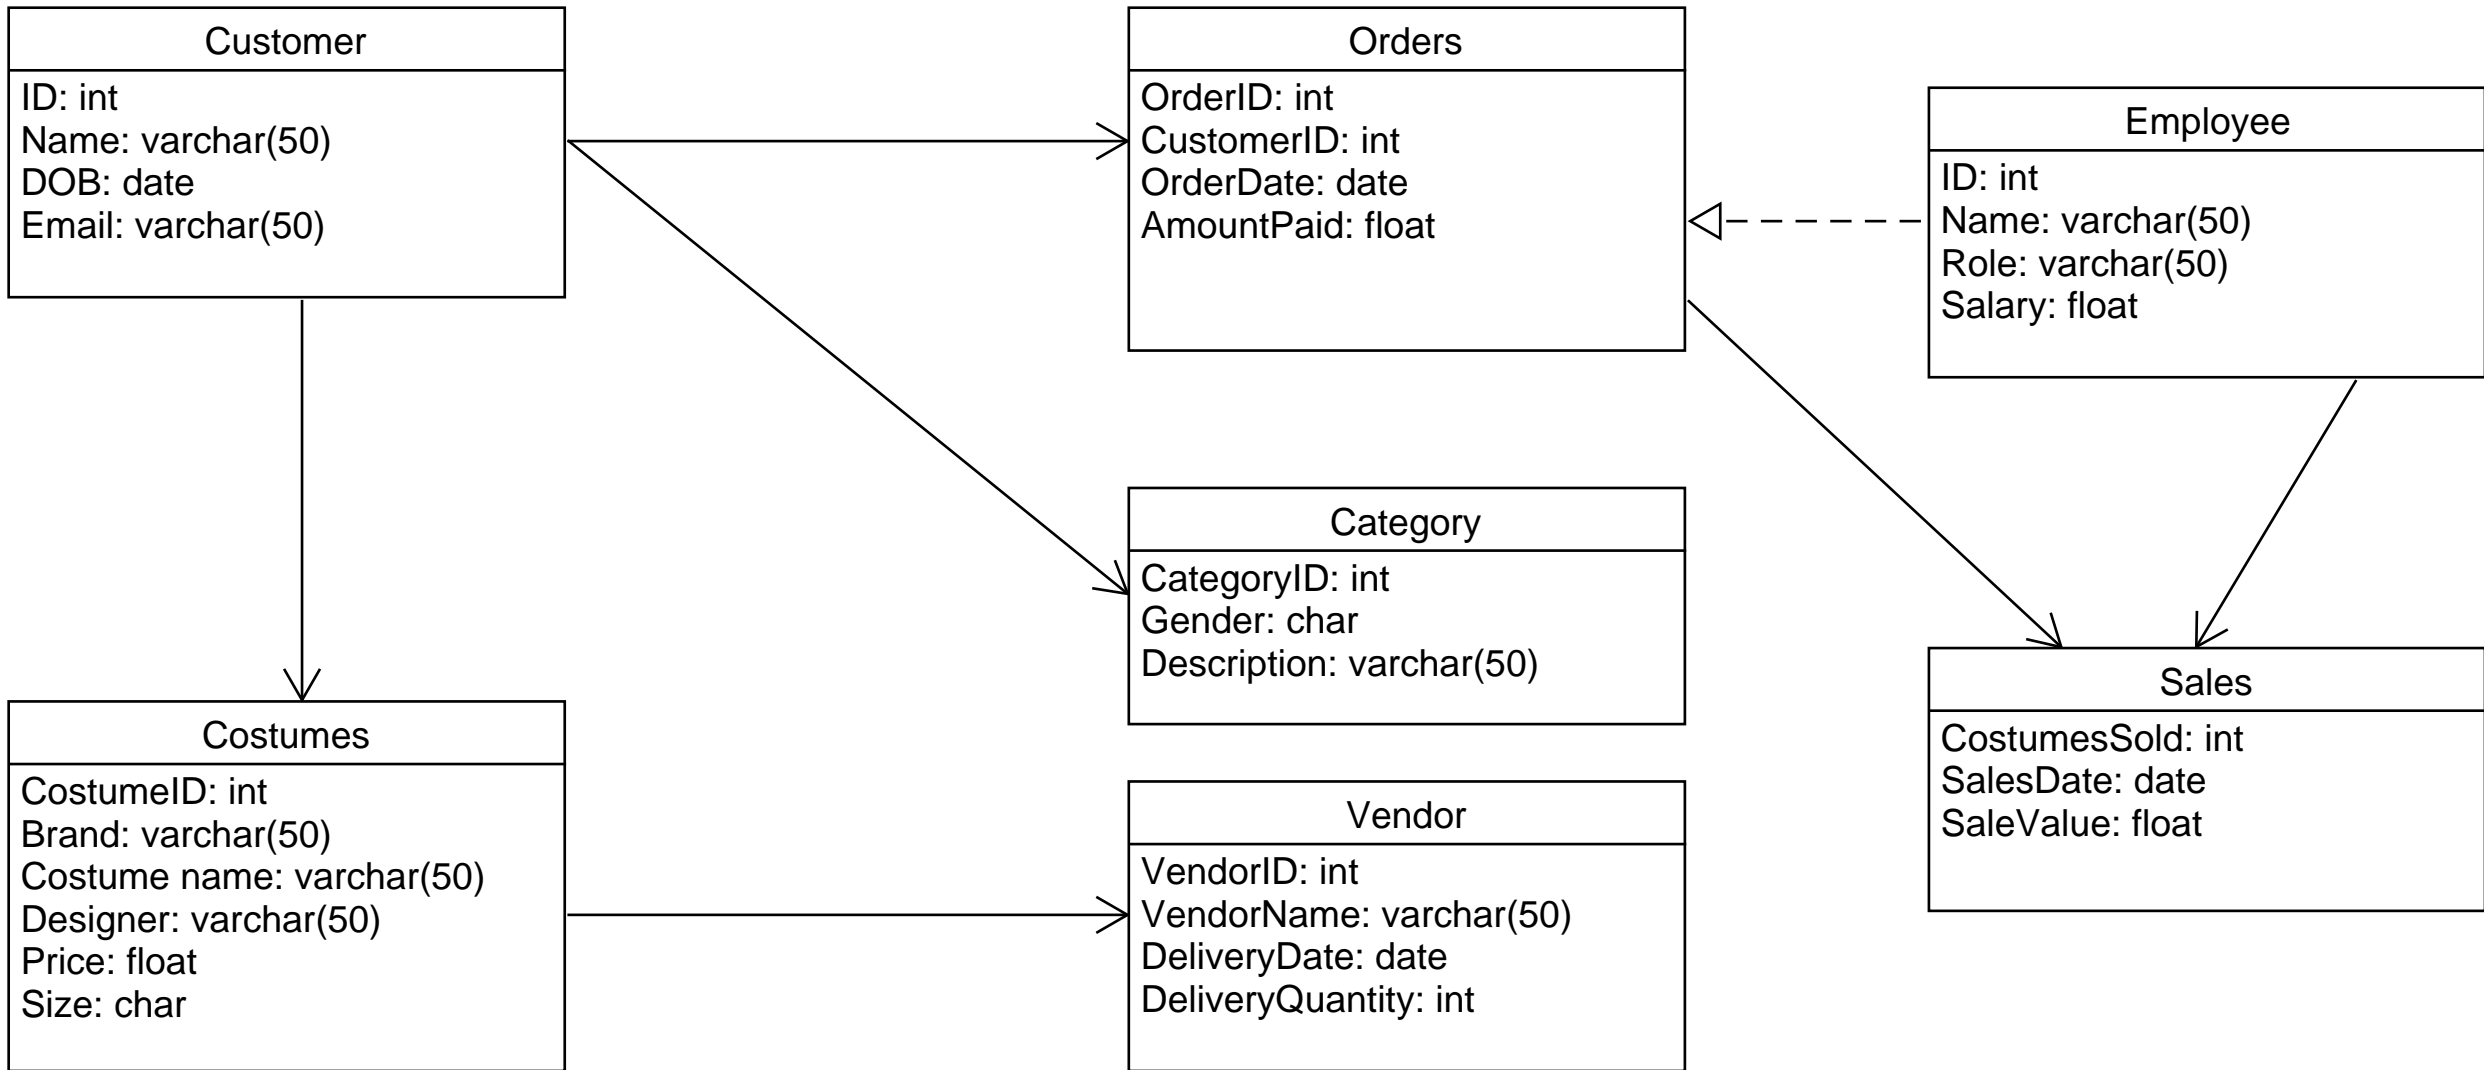 Customer
ID: int
Name: varchar(50)
DOB: date
Email: varchar(50)
Orders
OrderID: int
CustomerID: int
OrderDate: date
AmountPaid: float
Employee
ID: int
Name: varchar(50)
Role: varchar(50)
Salary: float
Category
CategoryID: int
Gender: char
Description: varchar(50)
Sales
CostumesSold: int
SalesDate: date
SaleValue: float
Costumes
CostumeID: int
Brand: varchar(50)
Costume name: varchar(50)
Designer: varchar(50)
Price: float
Size: char
Vendor
VendorID: int
VendorName: varchar(50)
DeliveryDate: date
DeliveryQuantity: int